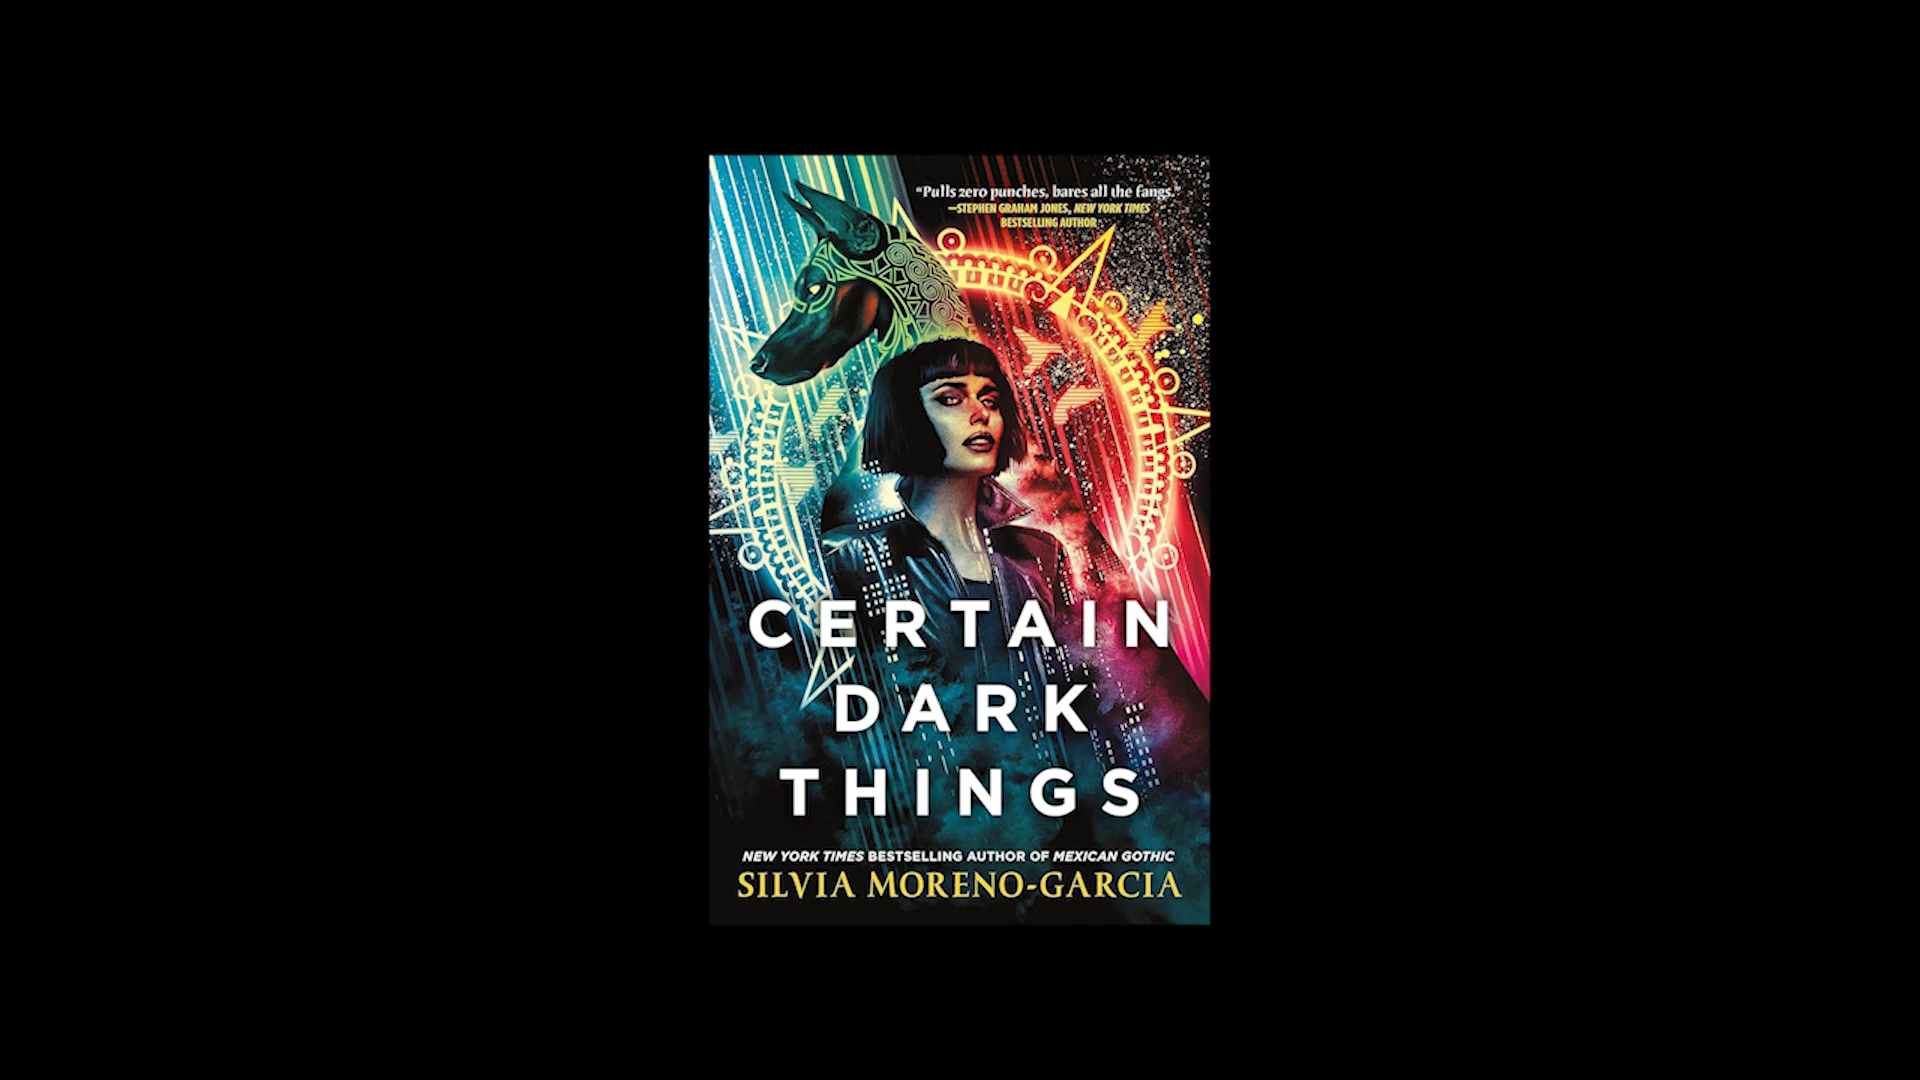 “Pulls zero punches, bares all the fangs.”
—STEPHEN GRAHAM JONES, NEW YORK TIMES
BESTSELLING AUTHOR
CERTAIN
DARK
THINGS
NEW YORK TIMES BESTSELLING AUTHOR OF MEXICAN GOTHIC
SILVIA MORENO-GARCIA